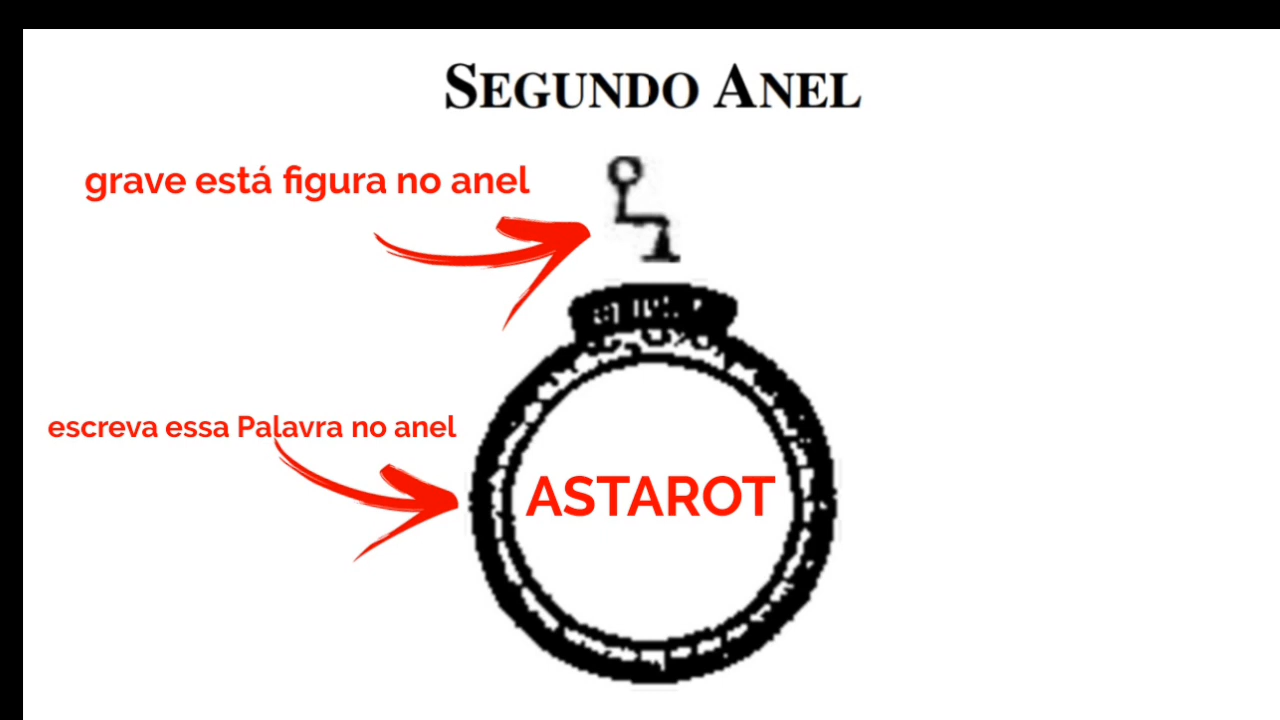 SEGUNDO ANEL
grave está figura no anel
escreva essa Palavra no anel
ASTAROT